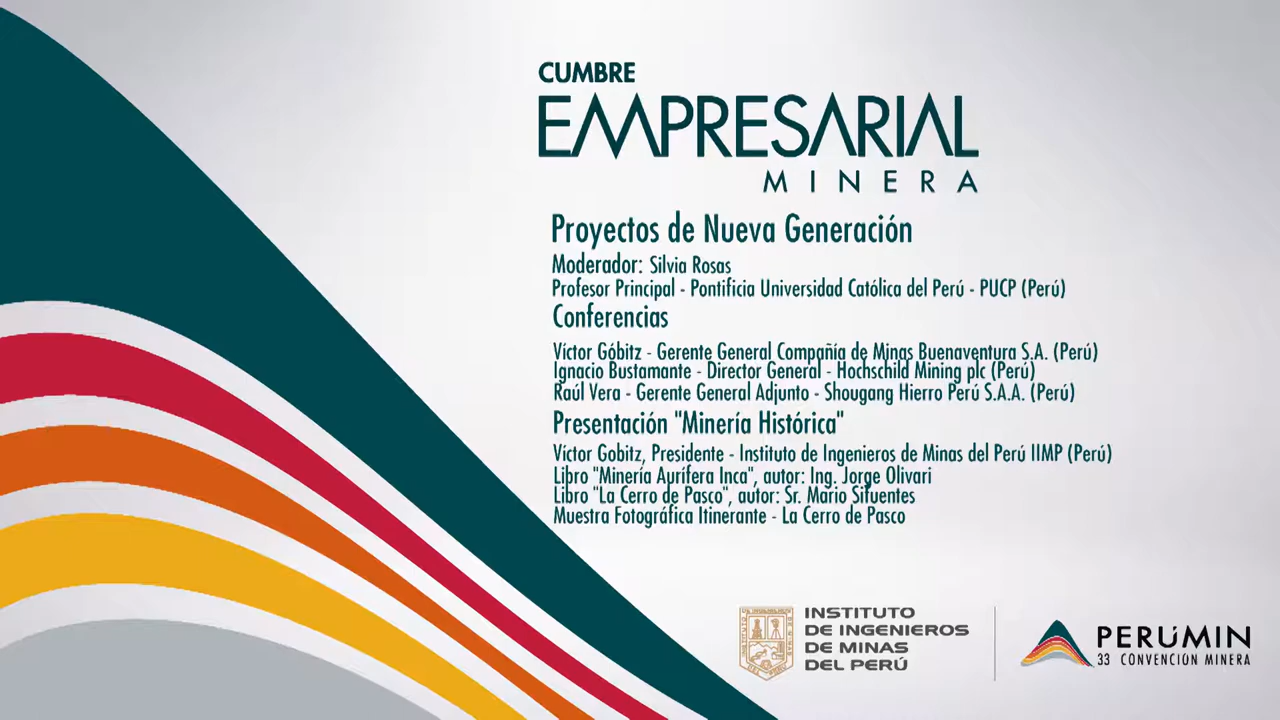 CUMBRE
EMPRESARIAL
MINERA
Proyectos de Nueva Generación
Moderador: Silvia Rosas
Profesor Principal - Pontificia Universidad Católica del Perú - PUCP (Perú)
Conferencias
Víctor Góbitz - Gerente General Compañía de Minas Buenaventura S.A. (Perú)
Ignacio Bustamante - Director General - Hochschild Mining plc (Perú)
Raúl Vera - Gerente General Adjunto - Shougang Hierro Perú S.A.A. (Perú)
Presentación "Minería Histórica"
Víctor Gobitz, Presidente - Instituto de Ingenieros de Minas del Perú IIMP (Perú)
Libro "Minería Aurífera Inca", autor: Ing. Jorge Olivari
Libro "La Cerro de Pasco", autor: Sr. Mario Sifuentes
Muestra Fotográfica Itinerante - La Cerro de Pasco
INSTITUTO
DE INGENIEROS
DE MINAS
DEL PERÚ
PERÚMIN
33 CONVENCIÓN MINERA